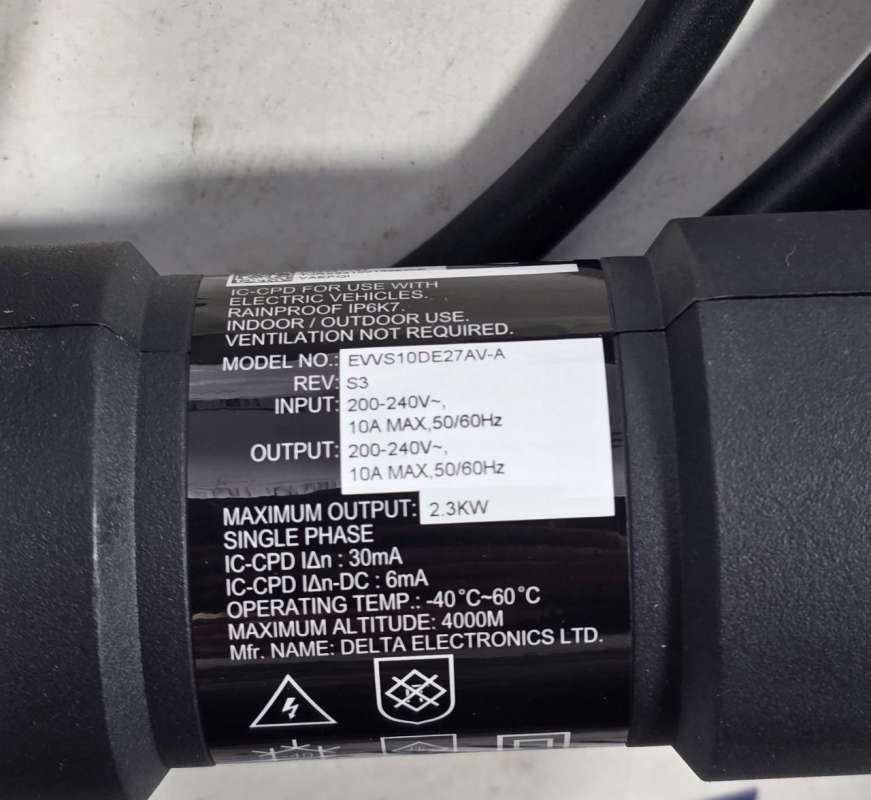 IC-CPD FOR USE WITH
ELECTRIC VEHICLES.
RAINPROOF IP6K7.
INDOOR / OUTDOOR USE.
VENTILATION NOT REQUIRED.
MODEL NO.: EVVS10DE27AV-A
REV: S3
INPUT: 200-240V~,
10A MAX,50/60Hz
OUTPUT: 200-240V~,
10A MAX,50/60Hz
MAXIMUM OUTPUT: 2.3KW
SINGLE PHASE
IC-CPD IΔn : 30mA
IC-CPD IΔn-DC : 6mA
OPERATING TEMP.: -40°C~60°C
MAXIMUM ALTITUDE: 4000M
Mfr. NAME: DELTA ELECTRONICS LTD.